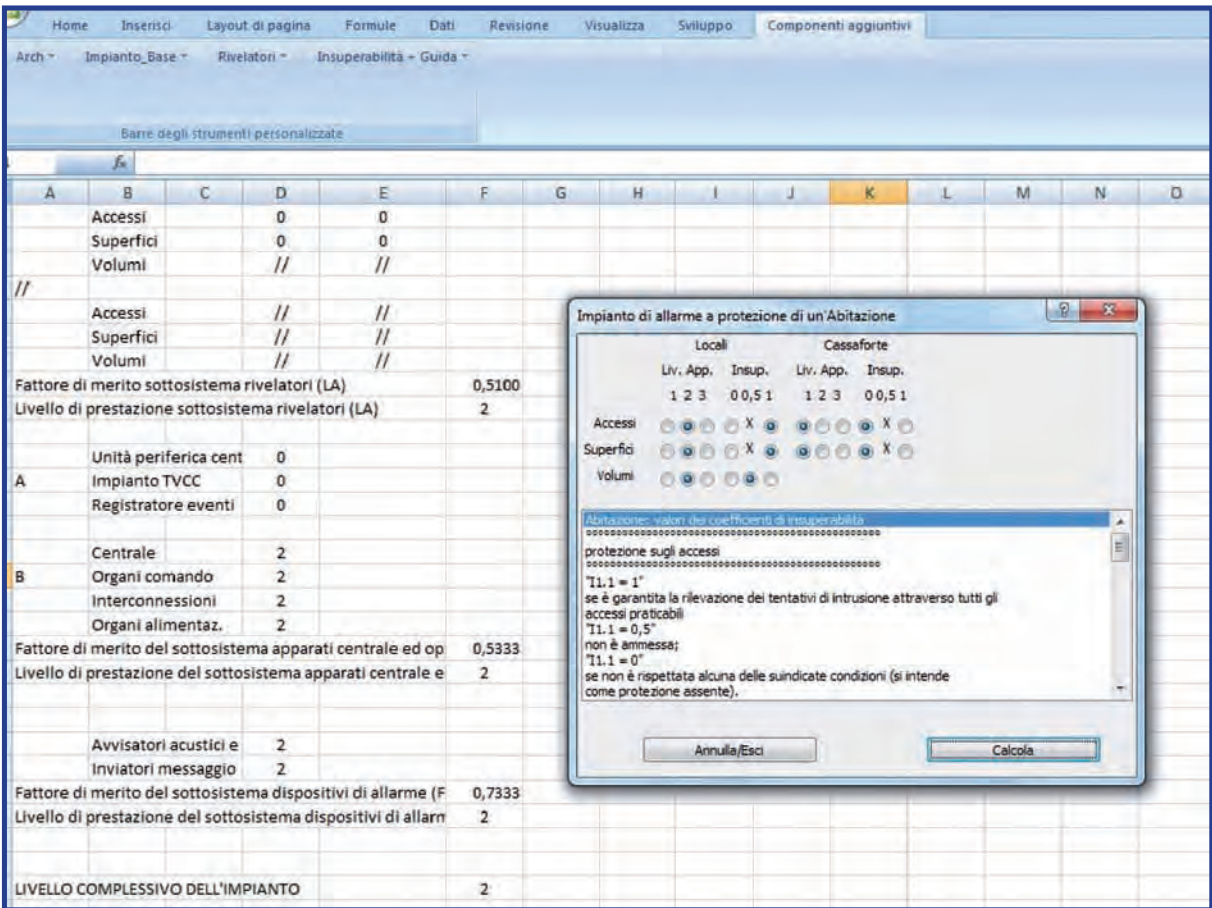 Home Inserisci Layout di pagina Formule Dati Revisione Visualizza Sviluppo Componenti aggiuntivi
Arch Impianto_Base Rivelatori Insuperabilità + Guida
Barre degli strumenti personalizzate
fx
A B C D E F G H I J K L M N O
Accessi 0 0
Superfici 0 0
Volumi // //
//
Accessi // //
Superfici // //
Volumi // //
Fattore di merito sottosistema rivelatori (LA) 0,5100
Livello di prestazione sottosistema rivelatori (LA) 2
Unità periferica cent 0
A Impianto TVCC 0
Registratore eventi 0
Centrale 2
B Organi comando 2
Interconnessioni 2
Organi alimentaz. 2
Fattore di merito del sottosistema apparati centrale ed op 0,5333
Livello di prestazione del sottosistema apparati centrale e 2
Avvisatori acustici e 2
Inviatori messaggio 2
Fattore di merito del sottosistema dispositivi di allarme (F 0,7333
Livello di prestazione del sottosistema dispositivi di allarn 2
LIVELLO COMPLESSIVO DELL'IMPIANTO 2
Impianto di allarme a protezione di un'Abitazione ? X
Locali Cassaforte
Liv. App. Insup. Liv. App. Insup.
1 2 3 0 0,5 1 1 2 3 0 0,5 1
Accessi X X
Superfici X X
Volumi
Abitazione: valori dei coefficienti di insuperabilità
protezione sugli accessi
"I1.1 = 1"
se è garantita la rilevazione dei tentativi di intrusione attraverso tutti gli
accessi praticabili
"I1.1 = 0,5"
non è ammessa;
"I1.1 = 0"
se non è rispettata alcuna delle suindicate condizioni (si intende
come protezione assente).
Annulla/Esci Calcola